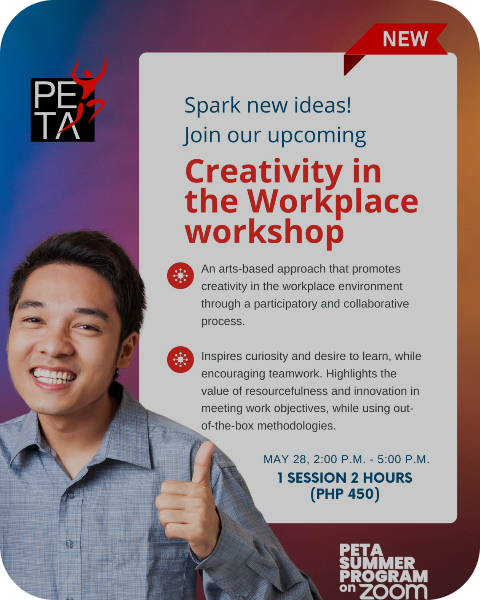 NEW
PE
TA
Spark new ideas!
Join our upcoming
Creativity in
the Workplace
workshop
An arts-based approach that promotes
creativity in the workplace environment
through a participatory and collaborative
process.
Inspires curiosity and desire to learn, while
encouraging teamwork. Highlights the
value of resourcefulness and innovation in
meeting work objectives, while using out-
of-the-box methodologies.
MAY 28, 2:00 P.M. - 5:00 P.M.
1 SESSION 2 HOURS
(PHP 450)
PETA
SUMMER
PROGRAM
on zoom